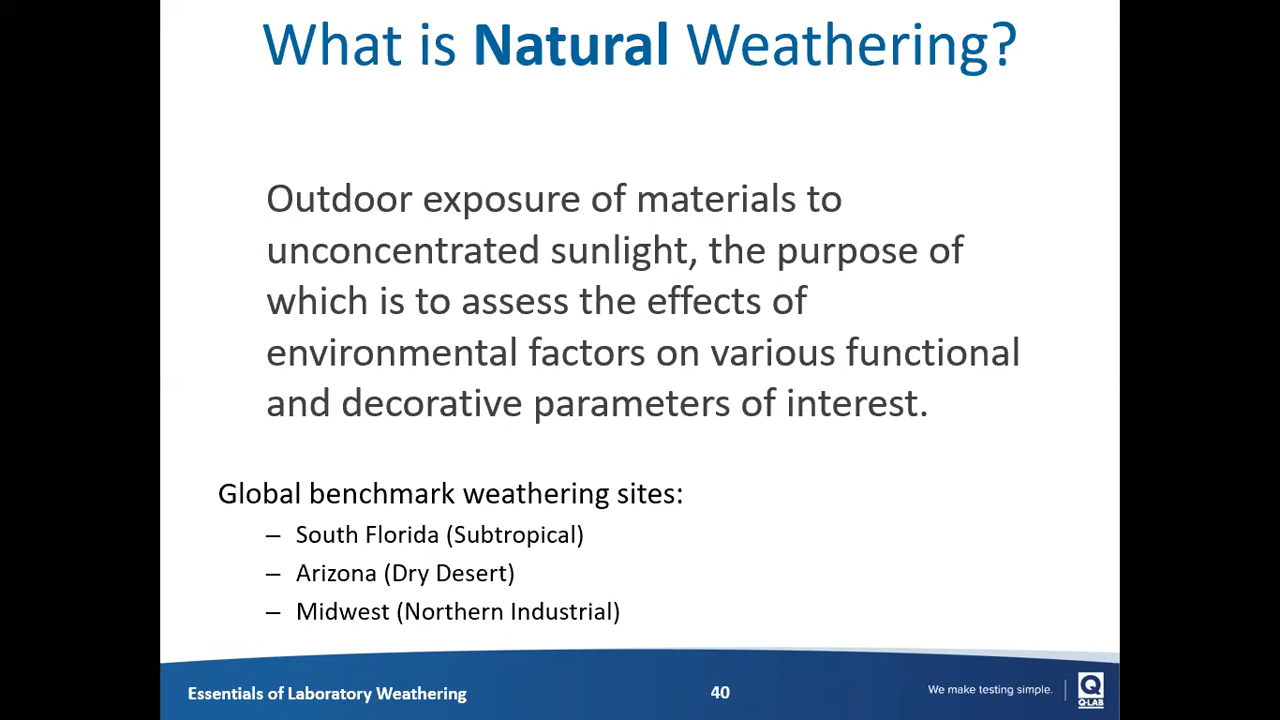 What is Natural Weathering?
Outdoor exposure of materials to
unconcentrated sunlight, the purpose of
which is to assess the effects of
environmental factors on various functional
and decorative parameters of interest.
Global benchmark weathering sites:
– South Florida (Subtropical)
– Arizona (Dry Desert)
– Midwest (Northern Industrial)
Essentials of Laboratory Weathering
40
We make testing simple.
Q
Q-LAB